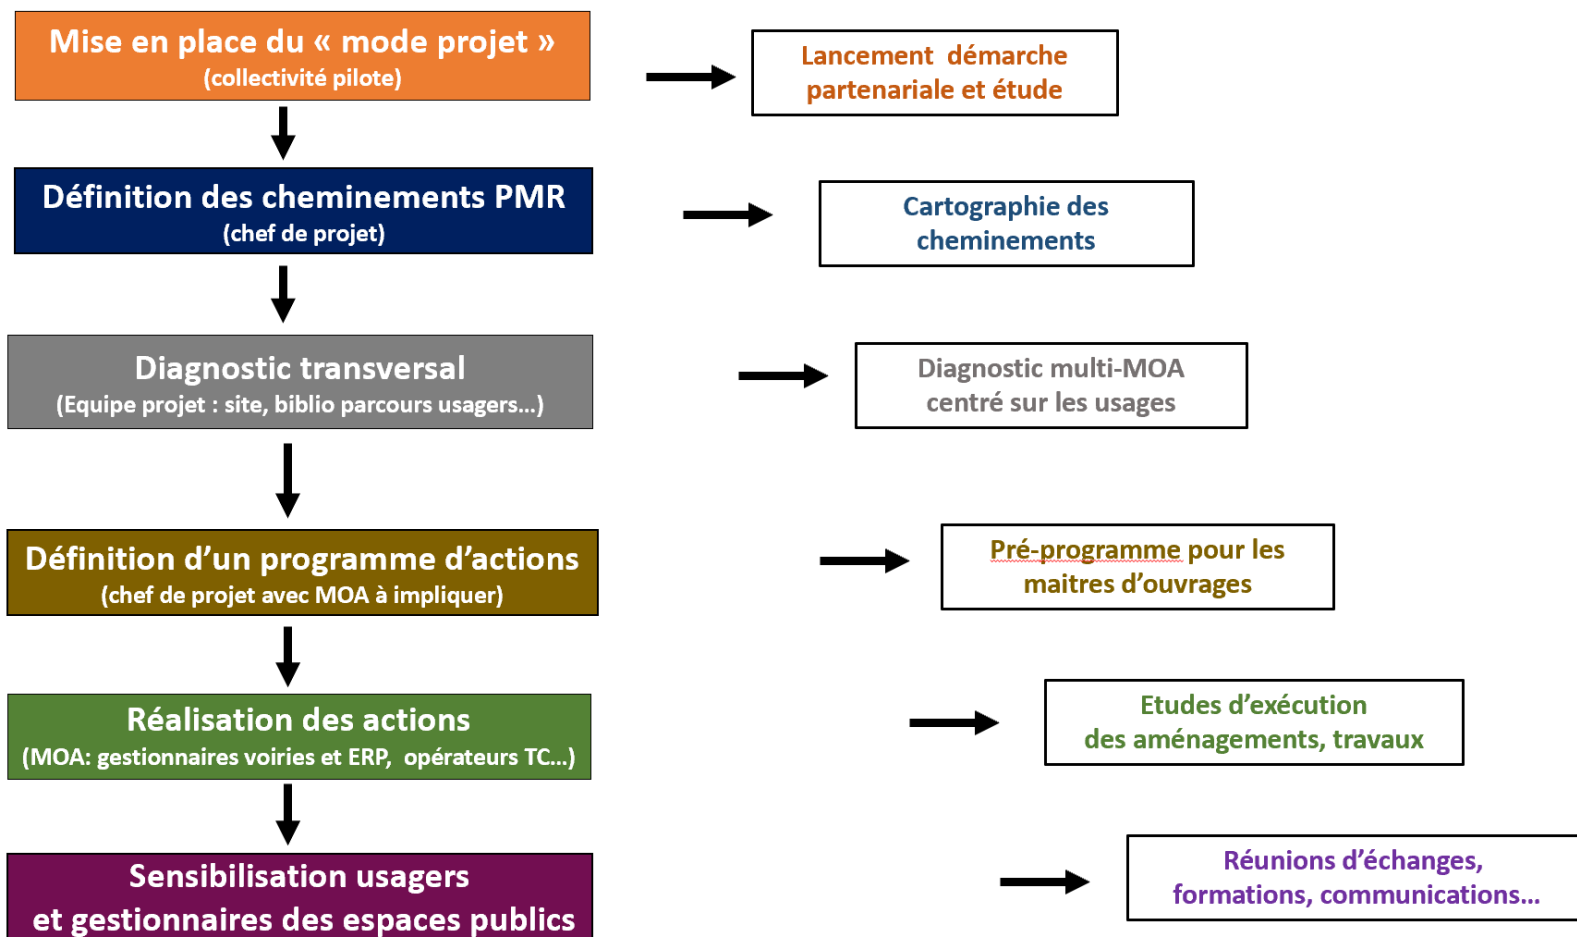 Mise en place du « mode projet »
(collectivité pilote)
Lancement démarche
partenariale et étude
Définition des cheminements PMR
(chef de projet)
Cartographie des
cheminements
Diagnostic transversal
(Equipe projet : site, biblio parcours usagers...)
Diagnostic multi-MOA
centré sur les usages
Définition d’un programme d’actions
(chef de projet avec MOA à impliquer)
Pré-programme pour les
maitres d’ouvrages
Réalisation des actions
(MOA: gestionnaires voiries et ERP, opérateurs TC...)
Etudes d’exécution
des aménagements, travaux
Sensibilisation usagers
et gestionnaires des espaces publics
Réunions d’échanges,
formations, communications...